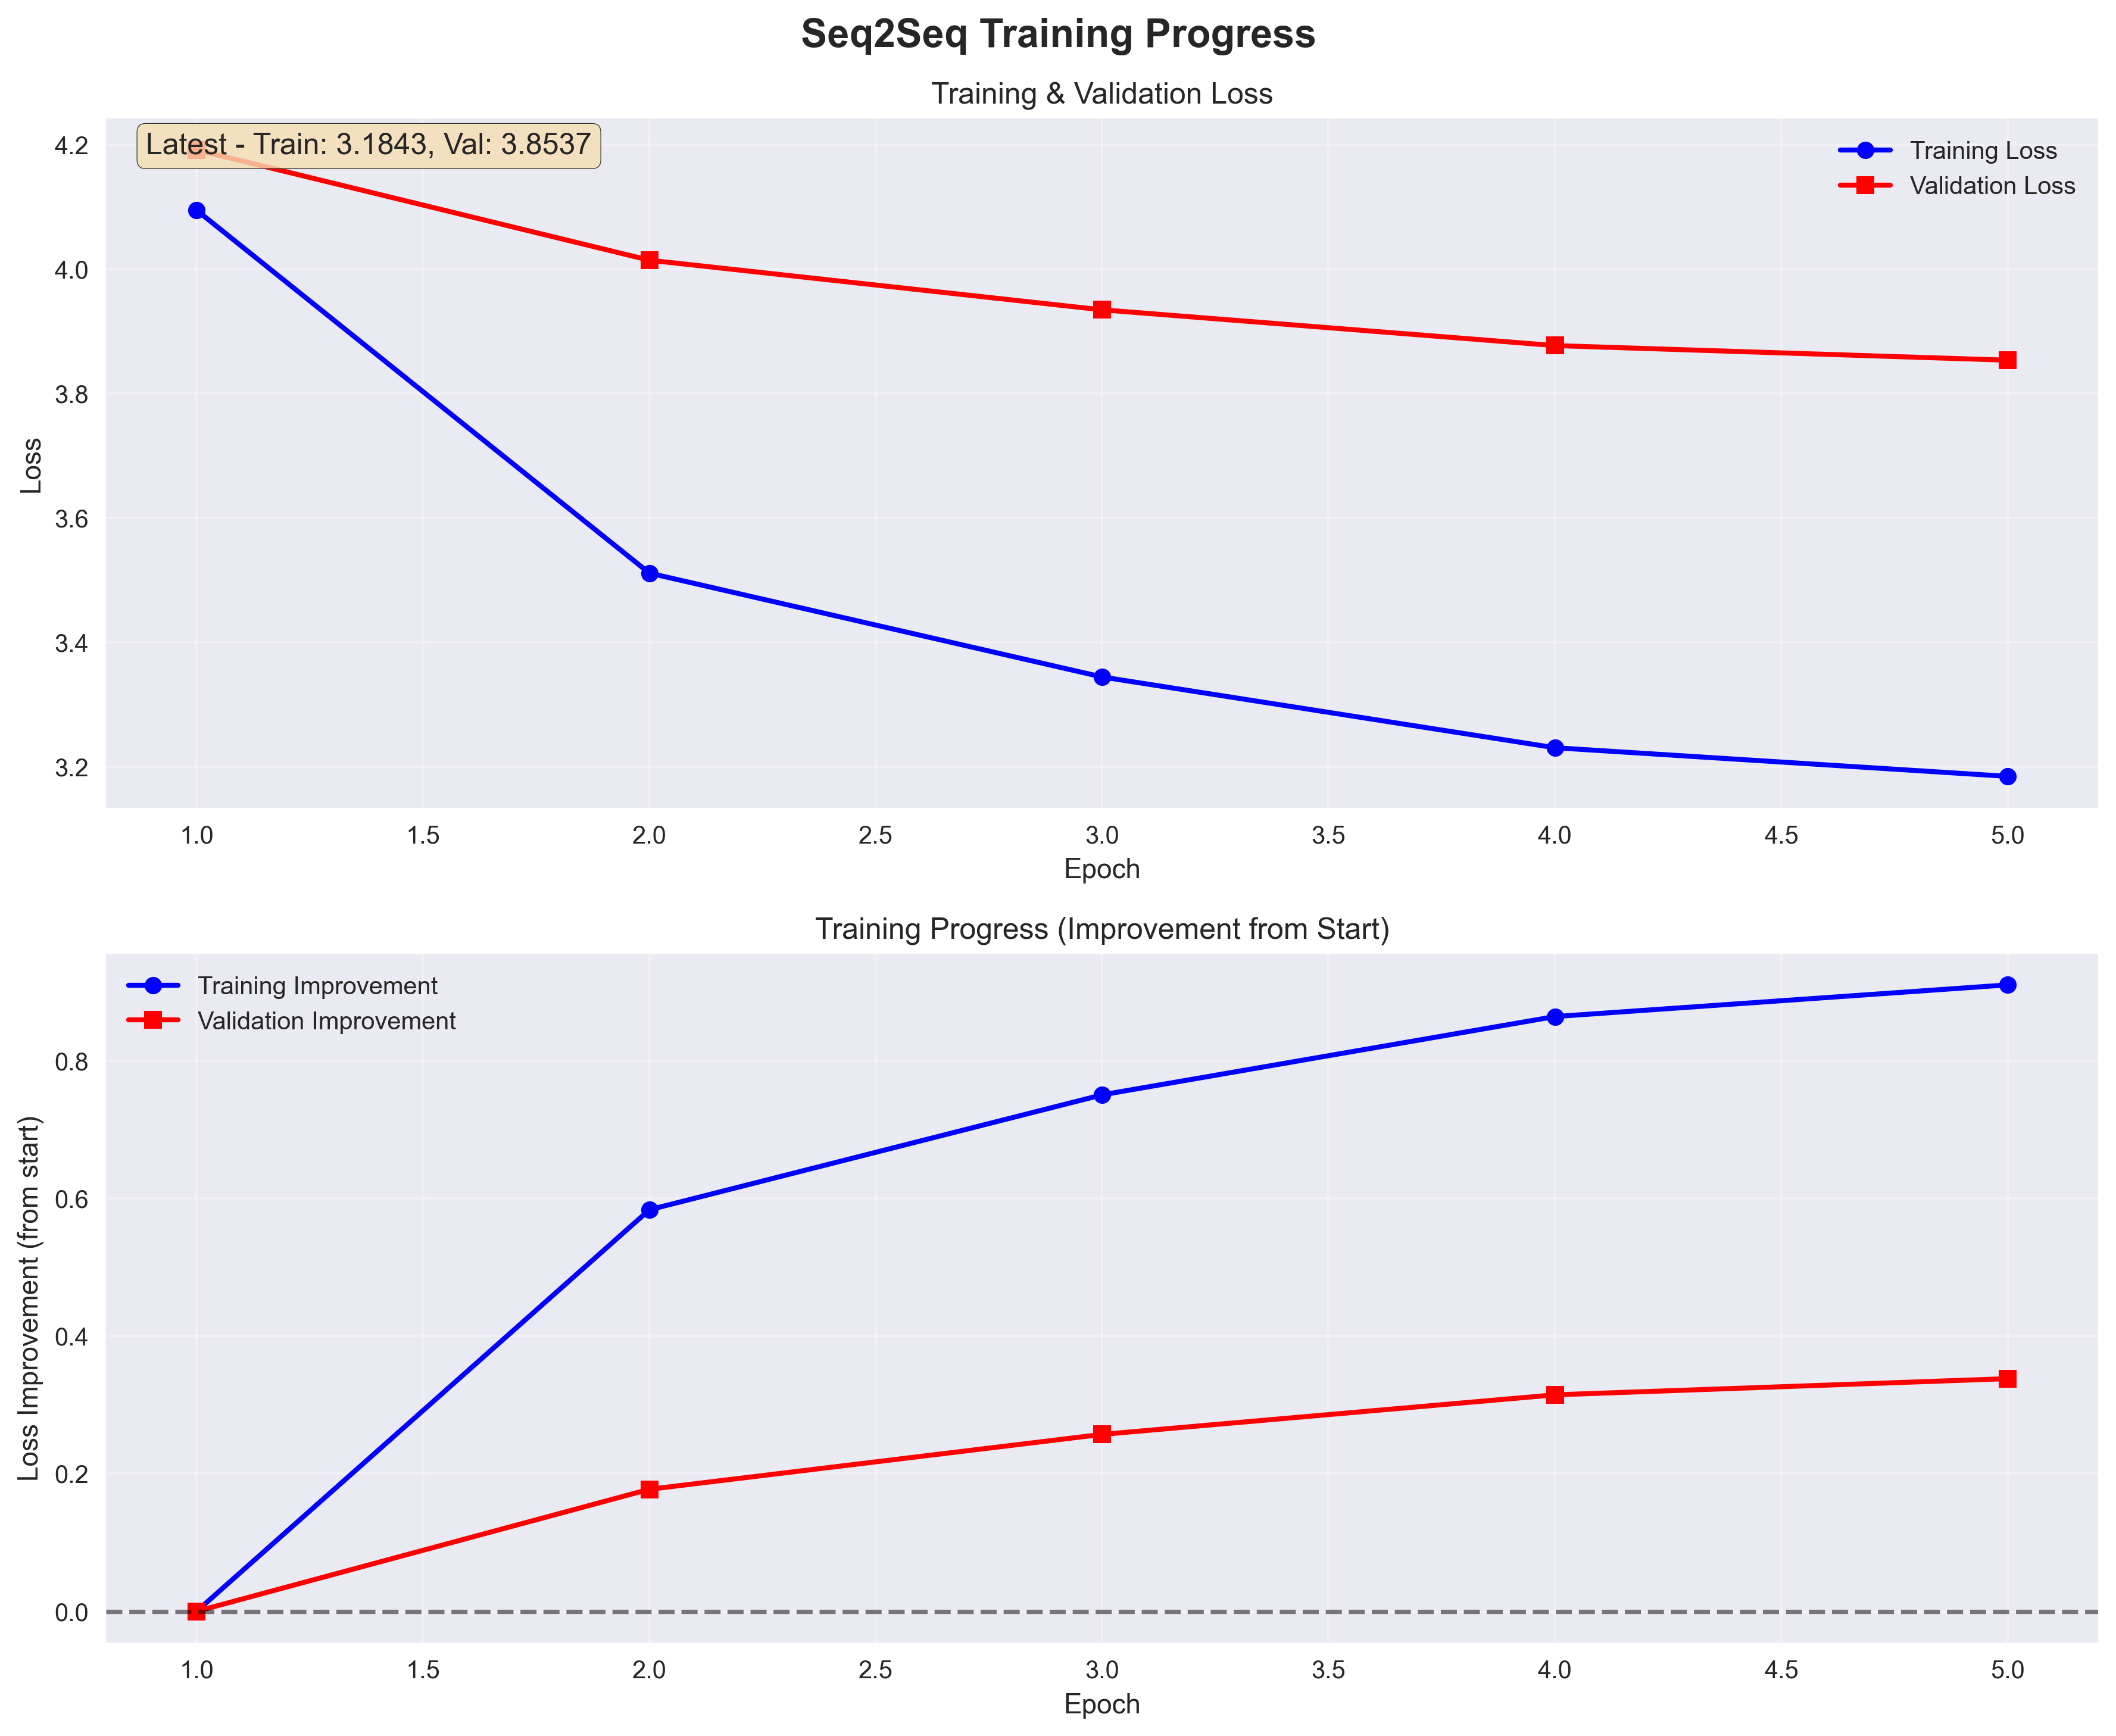 Seq2Seq Training Progress
Training & Validation Loss
Latest - Train: 3.1843, Val: 3.8537
Training Loss
Validation Loss
4.2
4.0
3.8
3.6
3.4
3.2
Loss
1.0 1.5 2.0 2.5 3.0 3.5 4.0 4.5 5.0
Epoch
Training Progress (Improvement from Start)
Training Improvement
Validation Improvement
0.8
0.6
0.4
0.2
0.0
Loss Improvement (from start)
1.0 1.5 2.0 2.5 3.0 3.5 4.0 4.5 5.0
Epoch